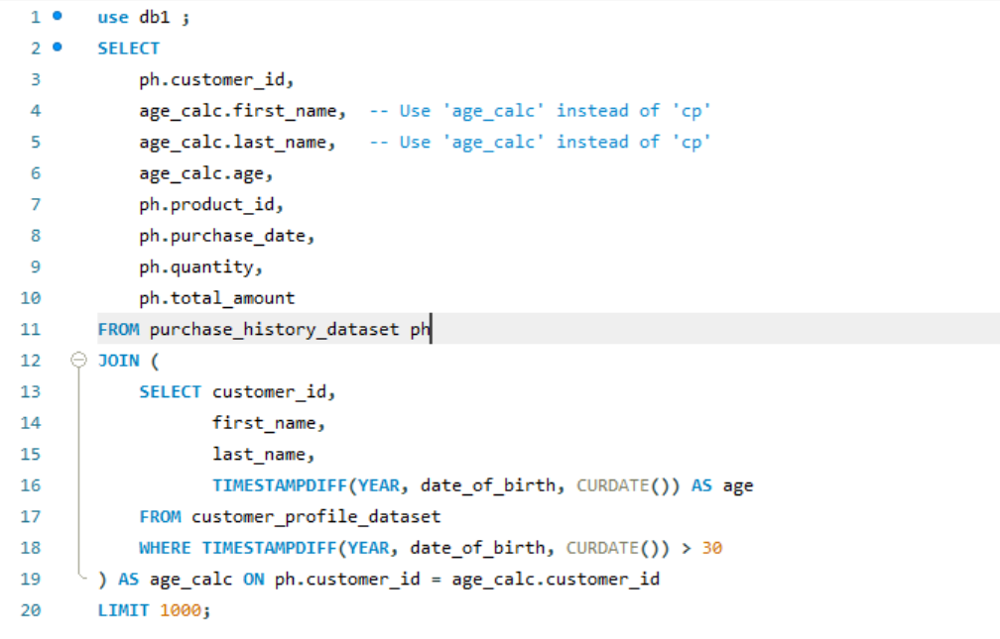 1 use db1 ;
2 SELECT
3 ph.customer_id,
4 age_calc.first_name,  -- Use 'age_calc' instead of 'cp'
5 age_calc.last_name,   -- Use 'age_calc' instead of 'cp'
6 age_calc.age,
7 ph.product_id,
8 ph.purchase_date,
9 ph.quantity,
10 ph.total_amount
11 FROM purchase_history_dataset ph
12 JOIN (
13 SELECT customer_id,
14 first_name,
15 last_name,
16 TIMESTAMPDIFF(YEAR, date_of_birth, CURDATE()) AS age
17 FROM customer_profile_dataset
18 WHERE TIMESTAMPDIFF(YEAR, date_of_birth, CURDATE()) > 30
19 ) AS age_calc ON ph.customer_id = age_calc.customer_id
20 LIMIT 1000;